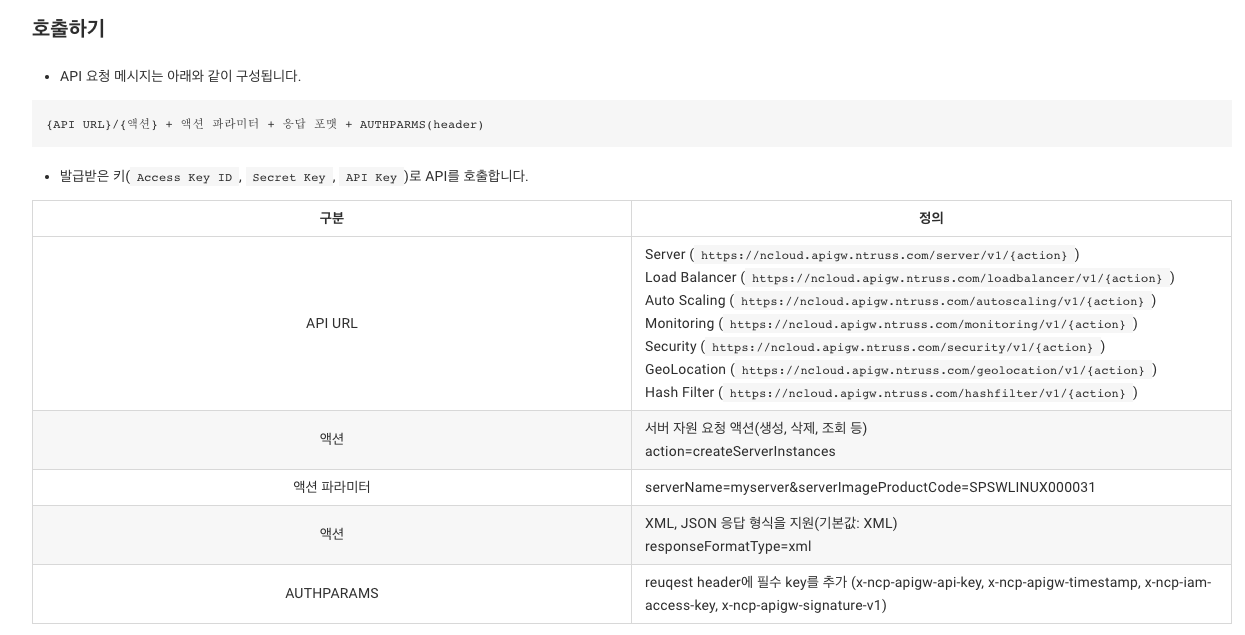 호출하기
• API 요청 메시지는 아래와 같이 구성됩니다.
{API URL}/{액션} + 액션 파라미터 + 응답 포맷 + AUTHPARMS(header)
• 발급받은 키( Access Key ID , Secret Key , API Key )로 API를 호출합니다.
구분 정의
API URL
Server ( https://ncloud.apigw.ntruss.com/server/v1/{action} )
Load Balancer ( https://ncloud.apigw.ntruss.com/loadbalancer/v1/{action} )
Auto Scaling ( https://ncloud.apigw.ntruss.com/autoscaling/v1/{action} )
Monitoring ( https://ncloud.apigw.ntruss.com/monitoring/v1/{action} )
Security ( https://ncloud.apigw.ntruss.com/security/v1/{action} )
GeoLocation ( https://ncloud.apigw.ntruss.com/geolocation/v1/{action} )
Hash Filter ( https://ncloud.apigw.ntruss.com/hashfilter/v1/{action} )
액션
서버 자원 요청 액션(생성, 삭제, 조회 등)
action=createServerInstances
액션 파라미터
serverName=myserver&serverImageProductCode=SPSWLINUX000031
액션
XML, JSON 응답 형식을 지원(기본값: XML)
responseFormatType=xml
AUTHPARAMS
reuqest header에 필수 key를 추가 (x-ncp-apigw-api-key, x-ncp-apigw-timestamp, x-ncp-iam-
access-key, x-ncp-apigw-signature-v1)